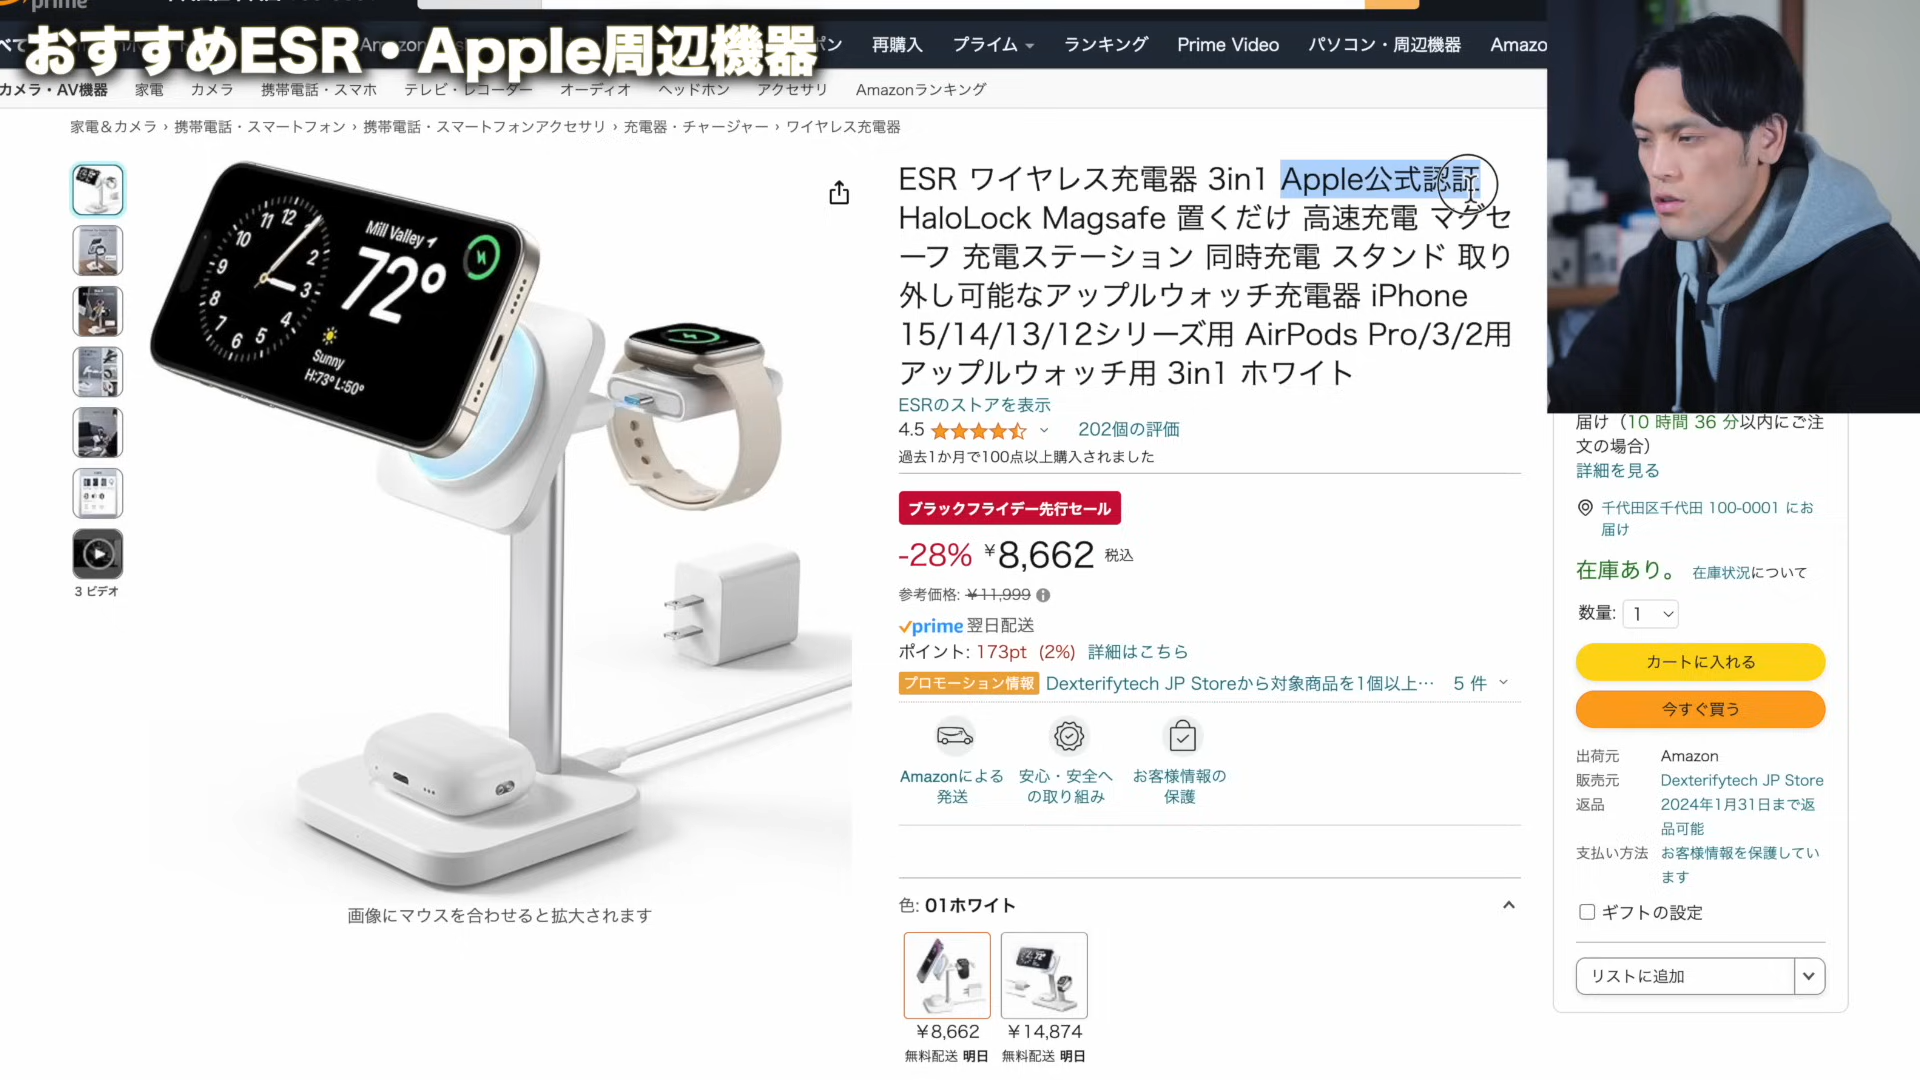 prime
おすすめESR・Apple周辺機器
再購入 プライム ランキング Prime Video パソコン・周辺機器 Amazo
カメラ・AV機器 家電 カメラ 携帯電話・スマホ テレビ・レコーダー オーディオ ヘッドホン アクセサリ Amazonランキング
家電&カメラ › 携帯電話・スマートフォン › 携帯電話・スマートフォンアクセサリ › 充電器・チャージャー › ワイヤレス充電器
11 12 10 2 9 3 8 4 7 6 5
Mill Valley
72°
Sunny
H:73° L:50°
3 ビデオ
画像にマウスを合わせると拡大されます
ESR ワイヤレス充電器 3in1 Apple公式認証
HaloLock Magsafe 置くだけ 高速充電 マグセ
ーフ 充電ステーション 同時充電 スタンド 取り
外し可能なアップルウォッチ充電器 iPhone
15/14/13/12シリーズ用 AirPods Pro/3/2用
アップルウォッチ用 3in1 ホワイト
ESRのストアを表示
4.5 202個の評価
過去1か月で100点以上購入されました
ブラックフライデー先行セール
-28% ¥8,662 税込
参考価格: ¥11,999
prime 翌日配送
ポイント: 173pt (2%) 詳細はこちら
プロモーション情報 Dexterifytech JP Storeから対象商品を1個以上… 5 件
Amazonによる発送
安心・安全への取り組み
お客様情報の保護
色: 01ホワイト
¥8,662 ¥14,874
無料配送 明日 無料配送 明日
届け（10 時間 36 分以内にご注
文の場合）
詳細を見る
千代田区千代田 100-0001 にお
届け
在庫あり。 在庫状況について
数量: 1
カートに入れる
今すぐ買う
出荷元 Amazon
販売元 Dexterifytech JP Store
返品 2024年1月31日まで返
品可能
支払い方法 お客様情報を保護してい
ます
ギフトの設定
リストに追加